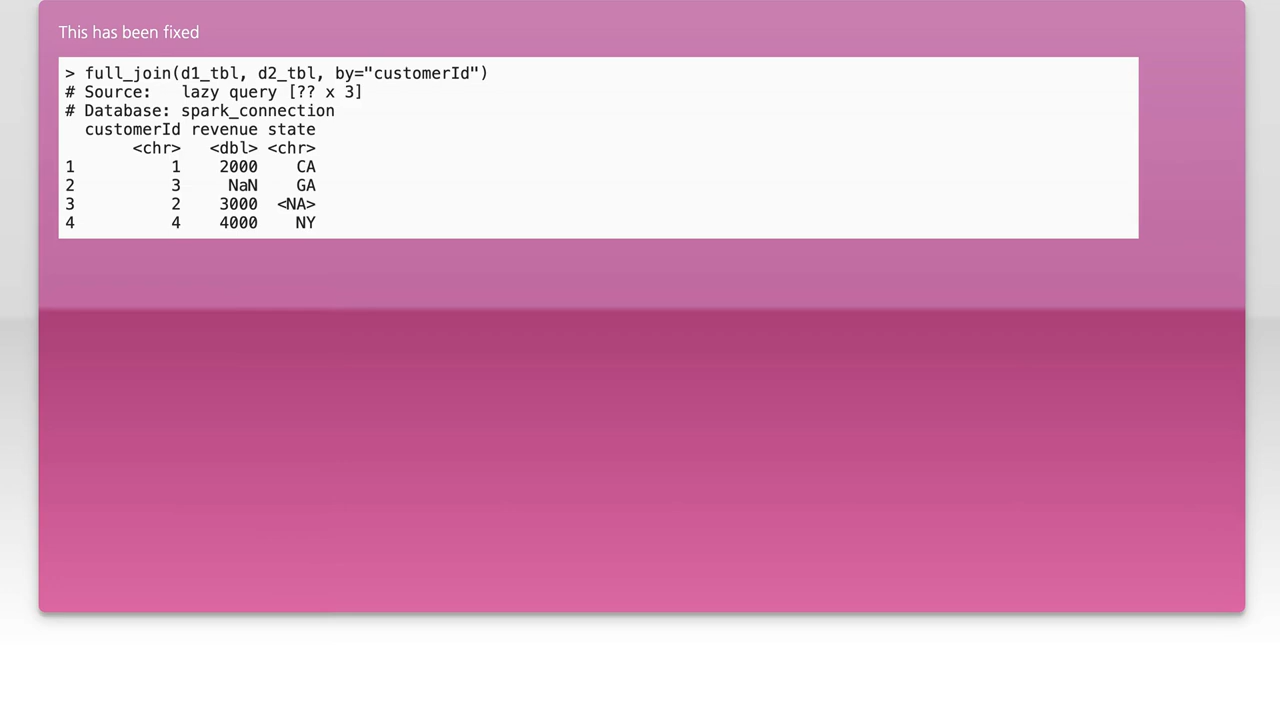 This has been fixed
> full_join(d1_tbl, d2_tbl, by="customerId")
# Source:   lazy query [?? x 3]
# Database: spark_connection
  customerId revenue state
       <chr>   <dbl> <chr>
1          1    2000    CA
2          3     NaN    GA
3          2    3000  <NA>
4          4    4000    NY